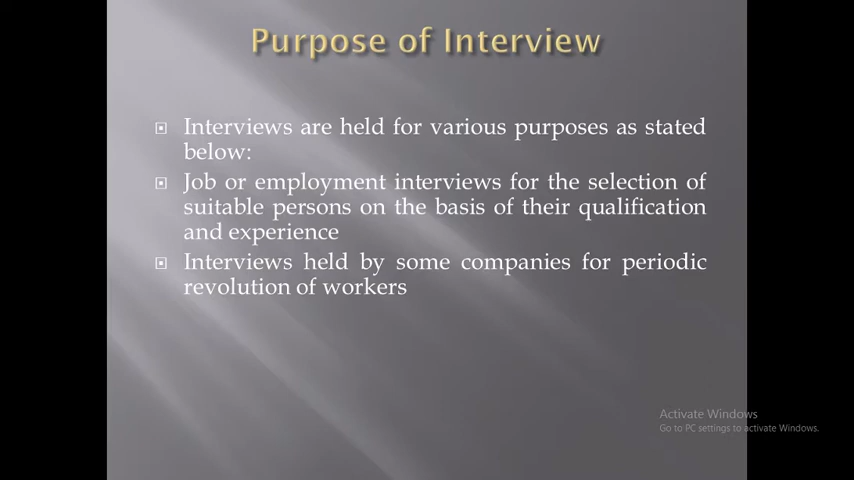 Purpose of Interview
Interviews are held for various purposes as stated
below:
Job or employment interviews for the selection of
suitable persons on the basis of their qualification
and experience
Interviews held by some companies for periodic
revolution of workers
Activate Windows
Go to PC settings to activate Windows.